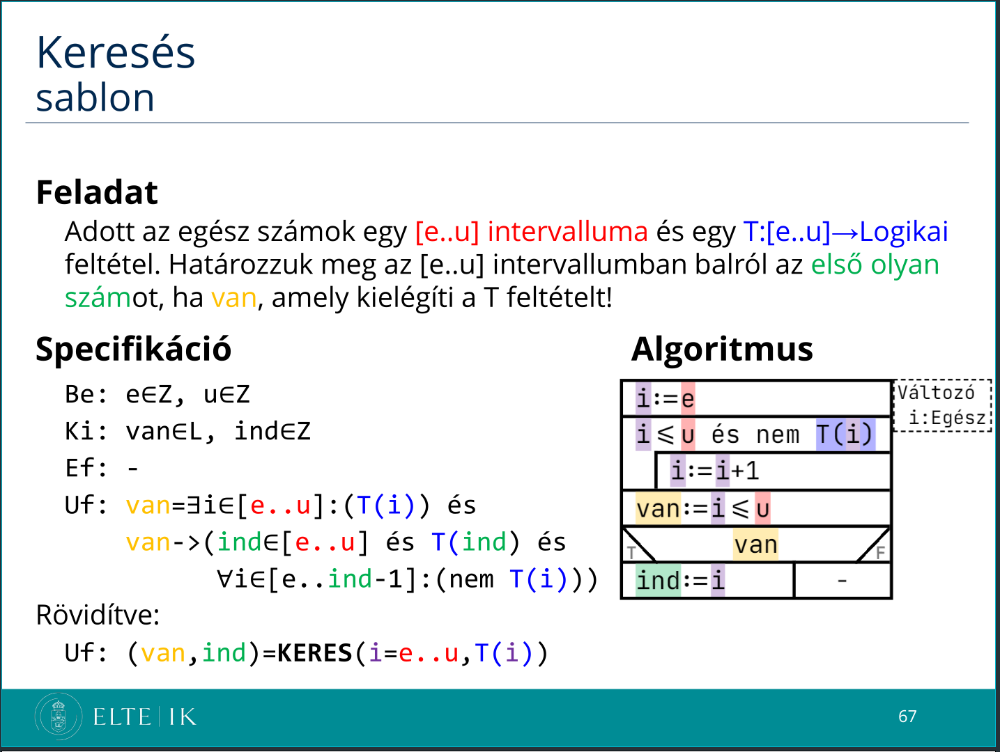 Keresés
sablon
Feladat
Adott az egész számok egy [e..u] intervalluma és egy T:[e..u]→Logikai
feltétel. Határozzuk meg az [e..u] intervallumban balról az első olyan
számot, ha van, amely kielégíti a T feltételt!
Specifikáció
Be: e∈Z, u∈Z
Ki: van∈L, ind∈Z
Ef: -
Uf: van=∃i∈[e..u]:(T(i)) és
van->(ind∈[e..u] és T(ind) és
∀i∈[e..ind-1]:(nem T(i)))
Rövidítve:
Uf: (van,ind)=KERES(i=e..u,T(i))
Algoritmus
i:=e
i≤u és nem T(i)
i:=i+1
van:=i≤u
T van F
ind:=i -
Változó
i:Egész
ELTE | IK
67